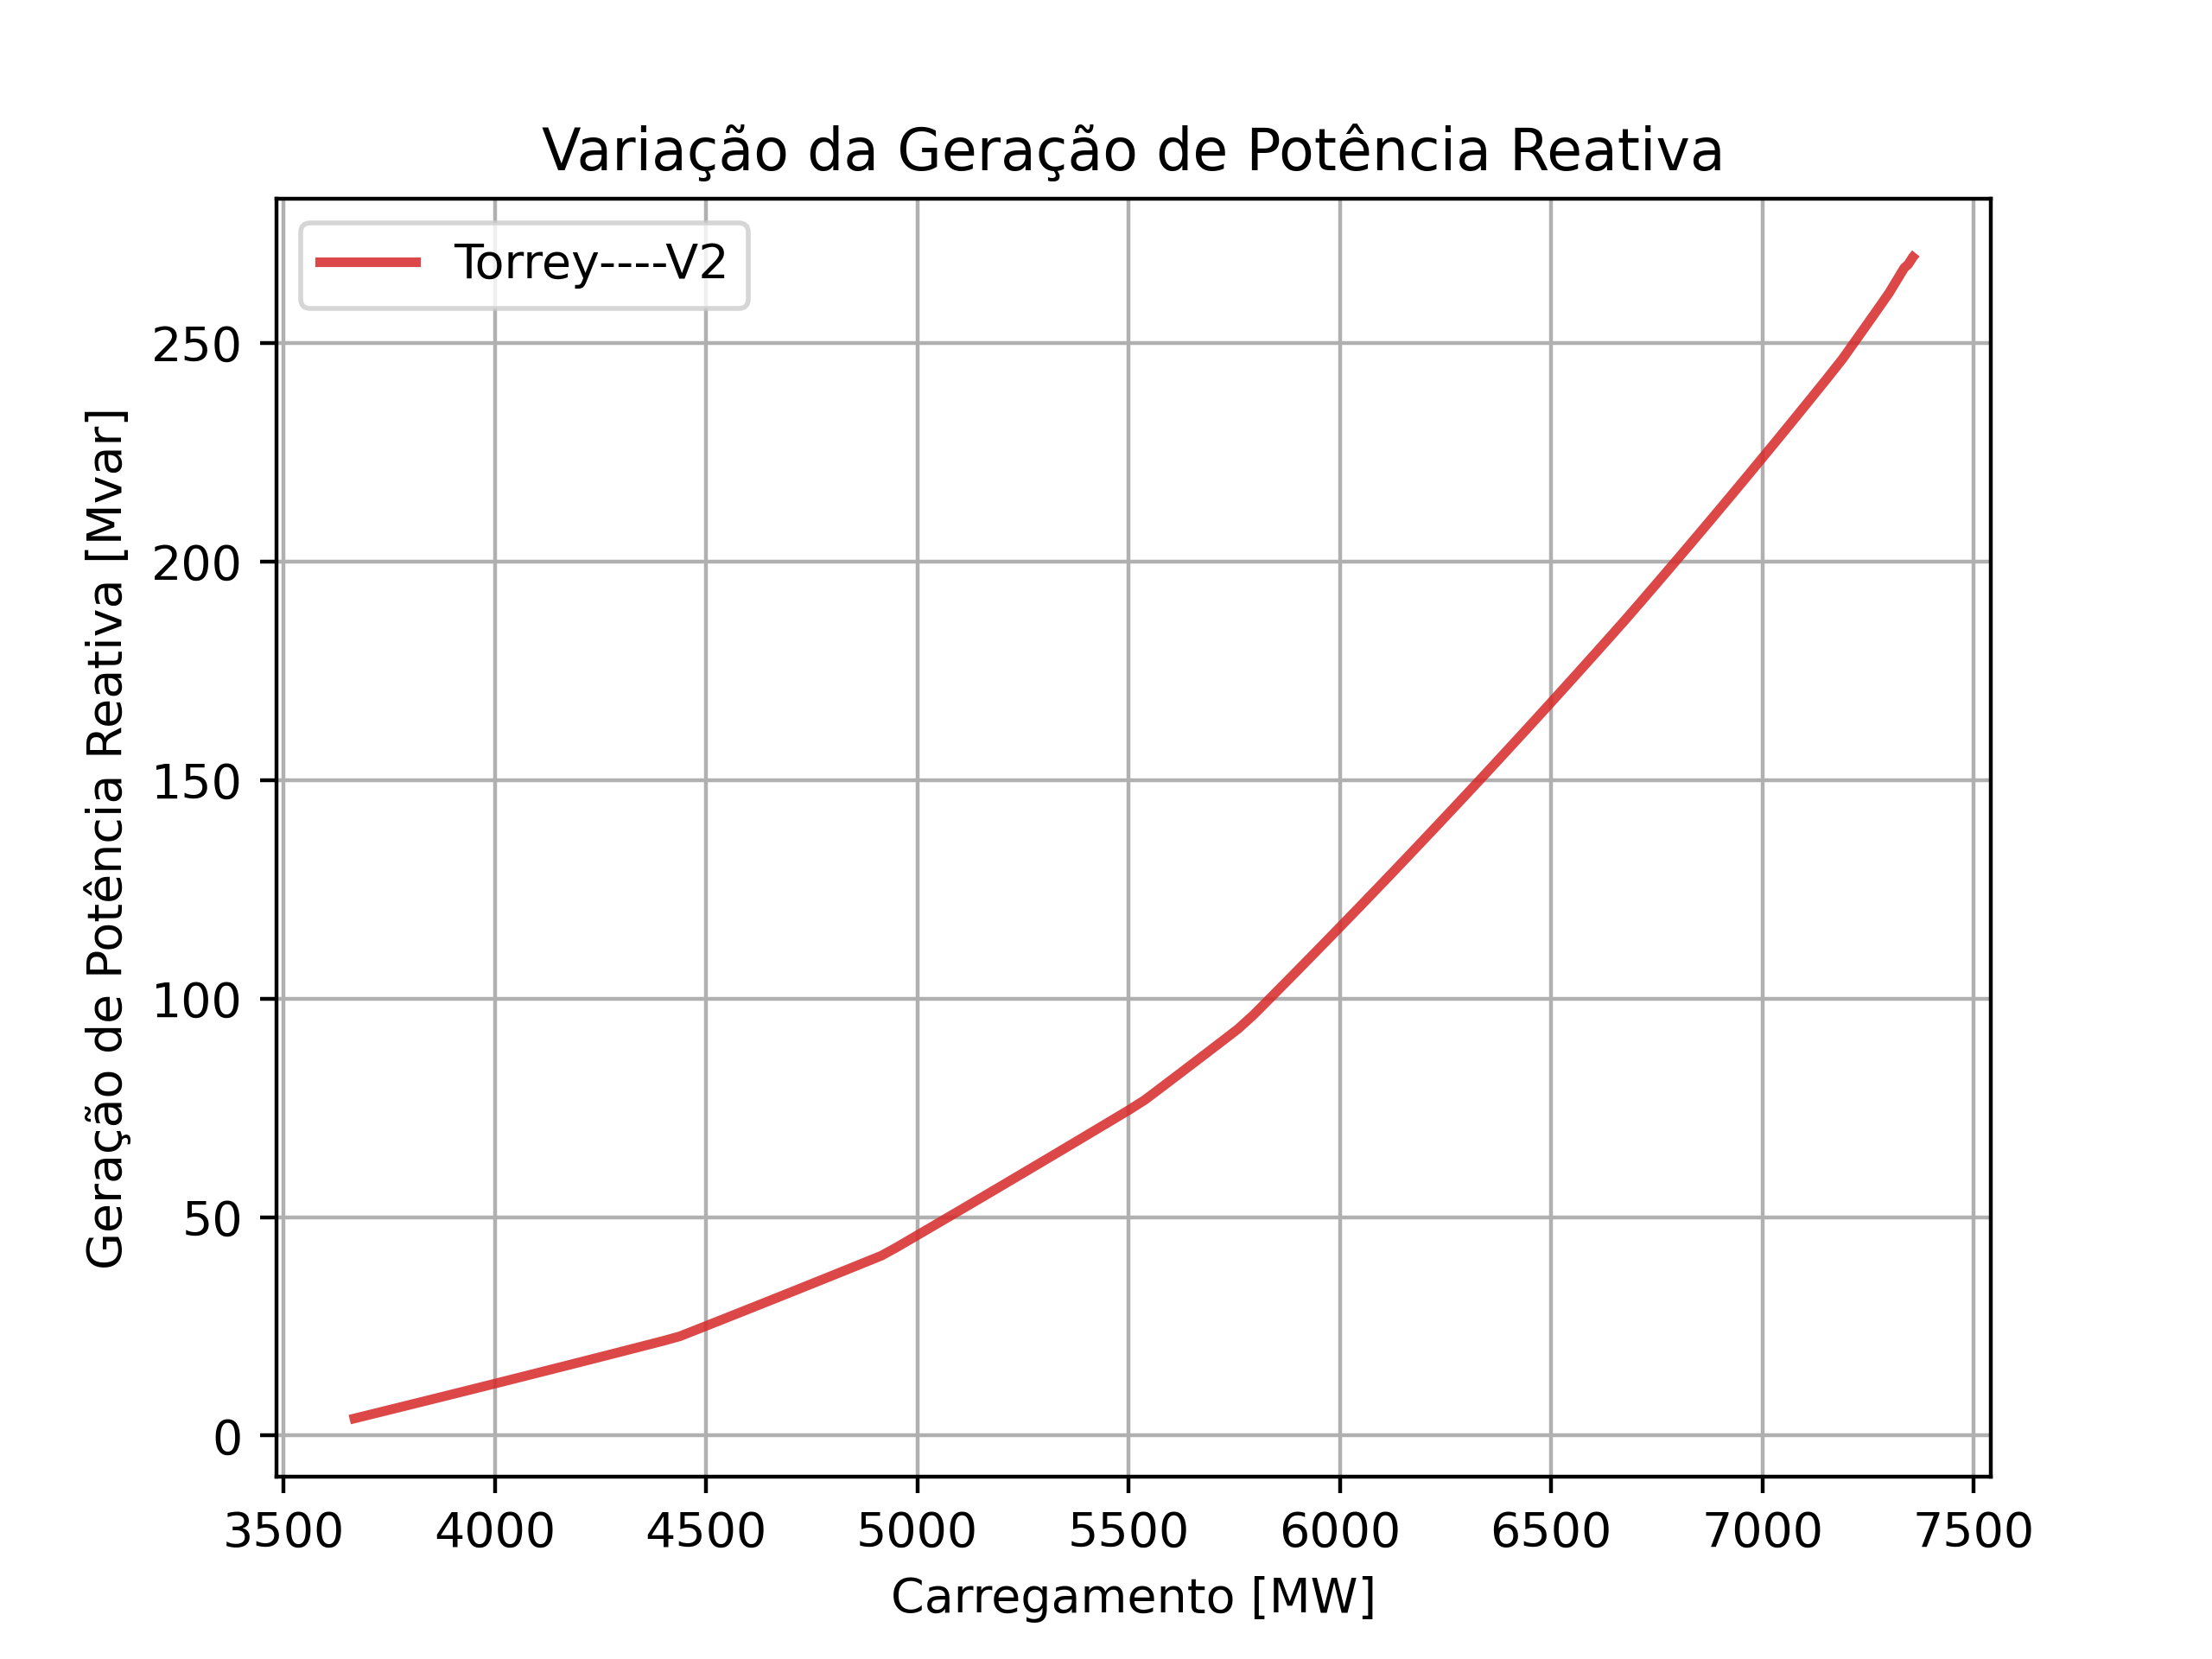 Variação da Geração de Potência Reativa
Torrey----V2
Geração de Potência Reativa [Mvar]
250
200
150
100
50
0
3500 4000 4500 5000 5500 6000 6500 7000 7500
Carregamento [MW]